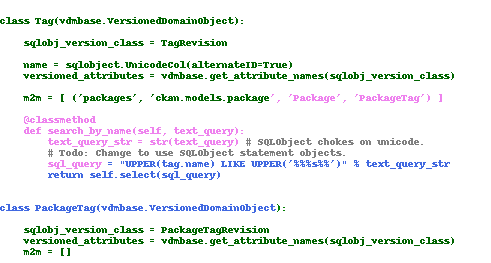 class Tag(vdmbase.VersionedDomainObject):
sqlobj_version_class = TagRevision
name = sqlobject.UnicodeCol(alternateID=True)
versioned_attributes = vdmbase.get_attribute_names(sqlobj_version_class)
m2m = [ ('packages', 'ckan.models.package', 'Package', 'PackageTag') ]
@classmethod
def search_by_name(self, text_query):
text_query_str = str(text_query) # SQLObject chokes on unicode.
# Todo: Change to use SQLObject statement objects.
sql_query = "UPPER(tag.name) LIKE UPPER('%%%s%%')" % text_query_str
return self.select(sql_query)
class PackageTag(vdmbase.VersionedDomainObject):
sqlobj_version_class = PackageTagRevision
versioned_attributes = vdmbase.get_attribute_names(sqlobj_version_class)
m2m = []